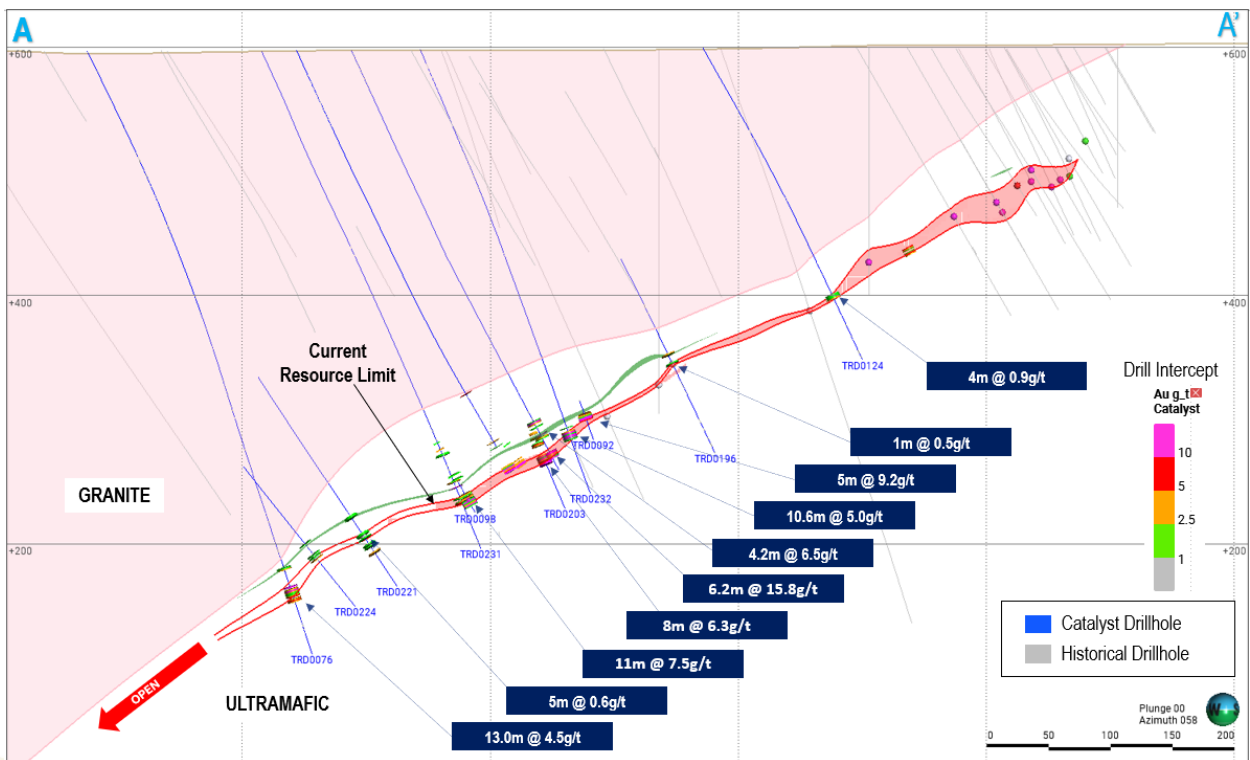 A
A'
+600
+600
+400
+400
+200
+200
Current
Resource Limit
GRANITE
ULTRAMAFIC
OPEN
TRD0124
TRD0196
TRD0092
TRD0232
TRD0203
TRD0098
TRD0231
TRD0221
TRD0224
TRD0076
4m @ 0.9g/t
1m @ 0.5g/t
5m @ 9.2g/t
10.6m @ 5.0g/t
4.2m @ 6.5g/t
6.2m @ 15.8g/t
8m @ 6.3g/t
11m @ 7.5g/t
5m @ 0.6g/t
13.0m @ 4.5g/t
Drill Intercept
Au g_t
Catalyst
10
5
2.5
1
Catalyst Drillhole
Historical Drillhole
Plunge 00
Azimuth 058
W S
0 50 100 150 200